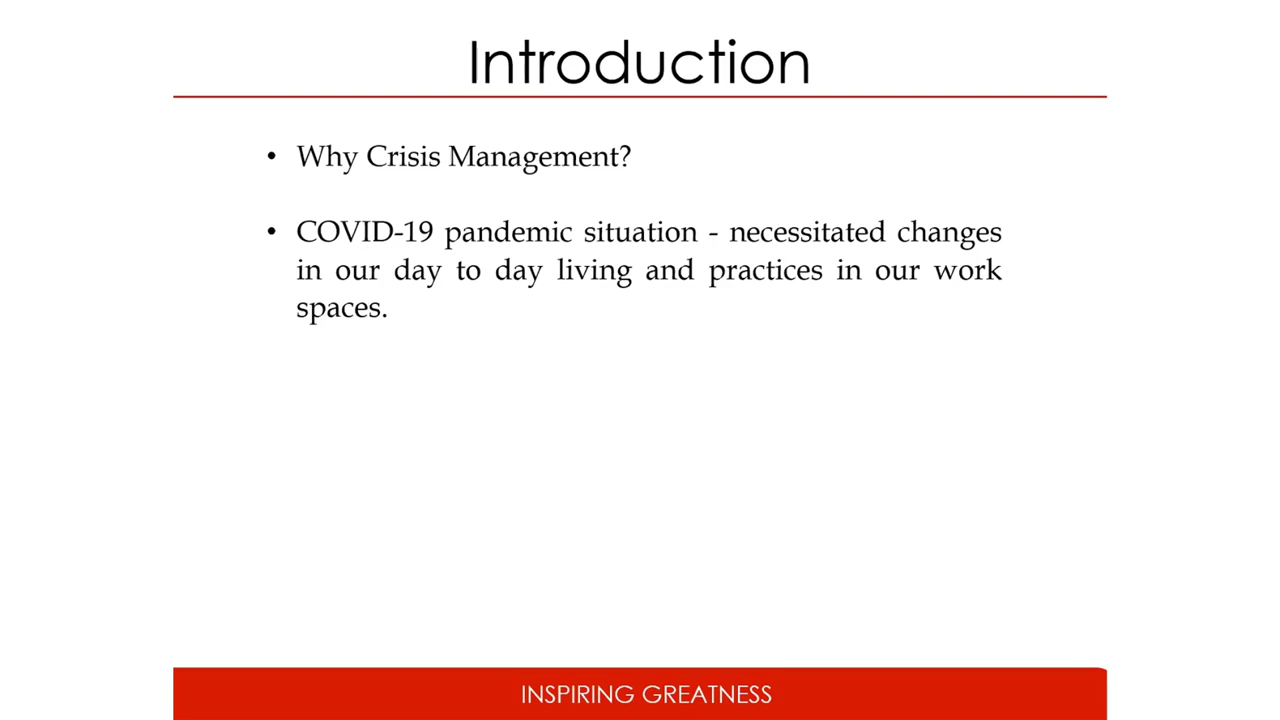 Introduction
• Why Crisis Management?
• COVID-19 pandemic situation - necessitated changes
in our day to day living and practices in our work
spaces.
INSPIRING GREATNESS